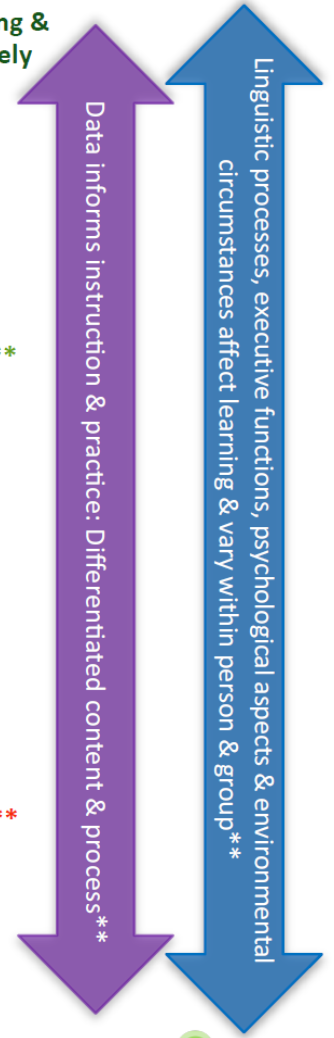 ng &
ely
**
**
Data informs instruction & practice: Differentiated content & process**
Linguistic processes, executive functions, psychological aspects & environmental
circumstances affect learning & vary within person & group**